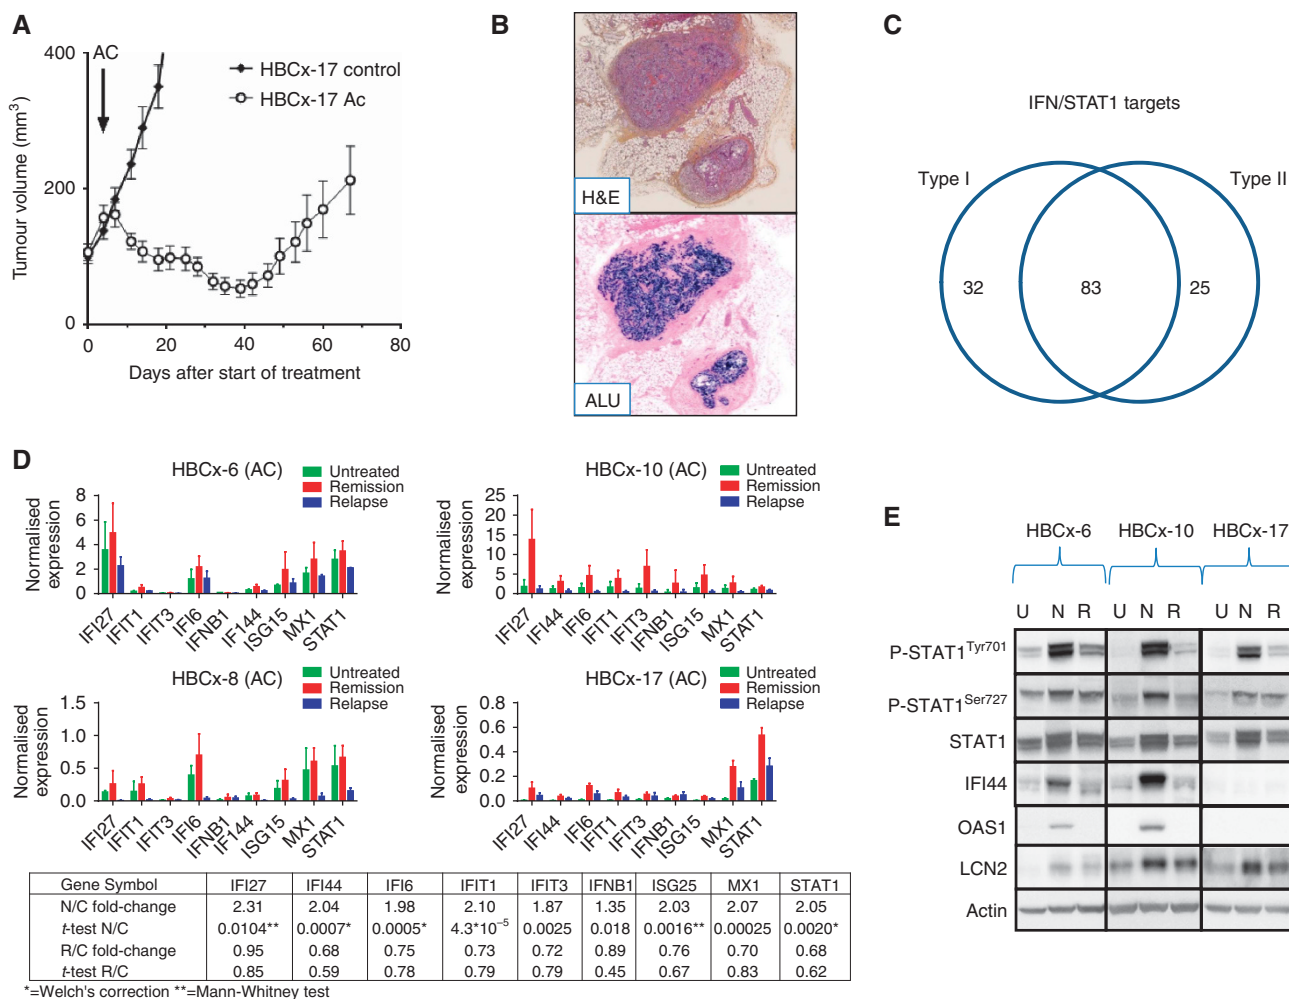 A
400
200
0
Tumour volume (mm³)
AC
HBCx-17 control
HBCx-17 Ac
0 20 40 60 80
Days after start of treatment
B
H&E
ALU
C
IFN/STAT1 targets
Type I
Type II
32 83 25
D
HBCx-6 (AC)
Untreated
Remission
Relapse
Normalised
expression
8
6
4
2
0
IFI27 IFIT1 IFIT3 IFI6 IFNB1 IF144 ISG15 MX1 STAT1
HBCx-10 (AC)
Untreated
Remission
Relapse
Normalised
expression
25
20
15
10
5
0
IFI27 IFI44 IFI6 IFIT1 IFIT3 IFNB1 ISG15 MX1 STAT1
HBCx-8 (AC)
Untreated
Remission
Relapse
Normalised
expression
1.5
1.0
0.5
0.0
IFI27 IFIT1 IFIT3 IFI6 IFNB1 IF144 ISG15 MX1 STAT1
HBCx-17 (AC)
Untreated
Remission
Relapse
Normalised
expression
0.8
0.6
0.4
0.2
0.0
IFI27 IFI44 IFI6 IFIT1 IFIT3 IFNB1 ISG15 MX1 STAT1
Gene Symbol IFI27 IFI44 IFI6 IFIT1 IFIT3 IFNB1 ISG25 MX1 STAT1
N/C fold-change 2.31 2.04 1.98 2.10 1.87 1.35 2.03 2.07 2.05
t-test N/C 0.0104** 0.0007* 0.0005* 4.3*10⁻⁵ 0.0025 0.018 0.0016** 0.00025 0.0020*
R/C fold-change 0.95 0.68 0.75 0.73 0.72 0.89 0.76 0.70 0.68
t-test R/C 0.85 0.59 0.78 0.79 0.79 0.45 0.67 0.83 0.62
*=Welch's correction **=Mann-Whitney test
E
HBCx-6 HBCx-10 HBCx-17
U N R U N R U N R
P-STAT1Tyr701
P-STAT1Ser727
STAT1
IFI44
OAS1
LCN2
Actin